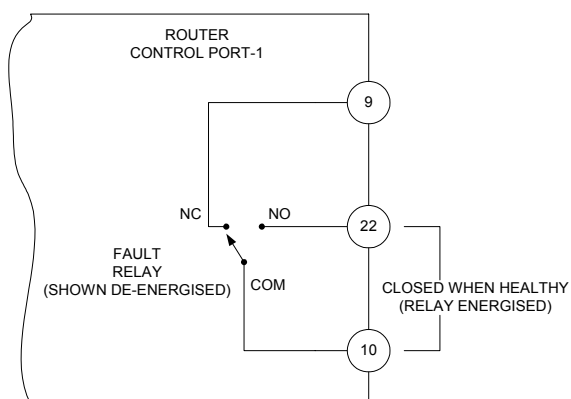 ROUTER
CONTROL PORT-1
9
NC
NO
22
FAULT
RELAY
(SHOWN DE-ENERGISED)
COM
CLOSED WHEN HEALTHY
(RELAY ENERGISED)
10